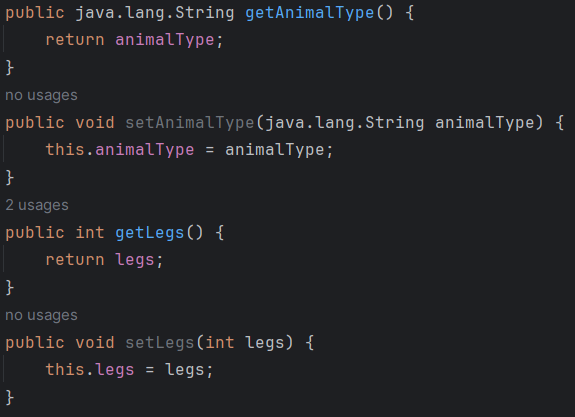 public java.lang.String getAnimalType() {
    return animalType;
}
no usages
public void setAnimalType(java.lang.String animalType) {
    this.animalType = animalType;
}
2 usages
public int getLegs() {
    return legs;
}
no usages
public void setLegs(int legs) {
    this.legs = legs;
}